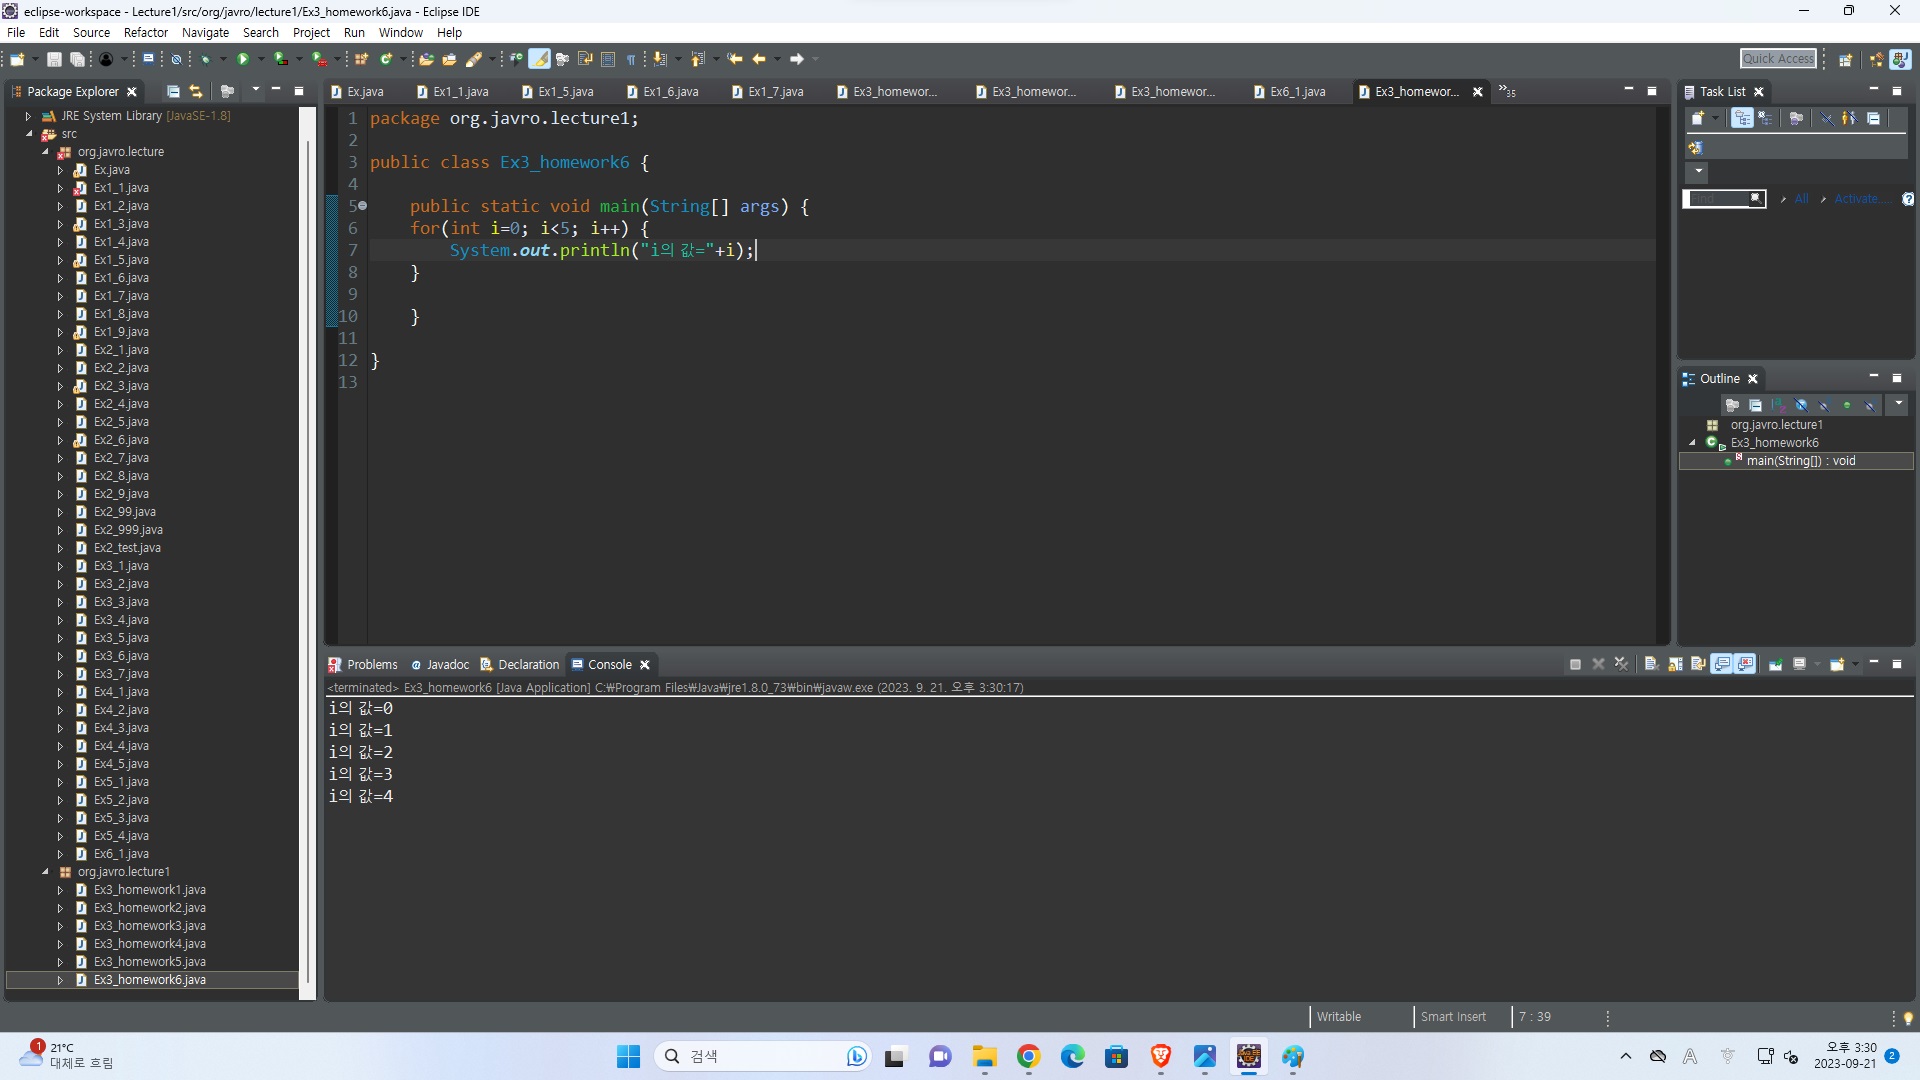 eclipse-workspace - Lecture1/src/org/javro/lecture1/Ex3_homework6.java - Eclipse IDE
File Edit Source Refactor Navigate Search Project Run Window Help
Quick Access
Package Explorer
Ex.java Ex1_1.java Ex1_5.java Ex1_6.java Ex1_7.java Ex3_homewor... Ex3_homewor... Ex3_homewor... Ex6_1.java Ex3_homewor... »35
Task List
JRE System Library [JavaSE-1.8]
src
org.javro.lecture
Ex.java
Ex1_1.java
Ex1_2.java
Ex1_3.java
Ex1_4.java
Ex1_5.java
Ex1_6.java
Ex1_7.java
Ex1_8.java
Ex1_9.java
Ex2_1.java
Ex2_2.java
Ex2_3.java
Ex2_4.java
Ex2_5.java
Ex2_6.java
Ex2_7.java
Ex2_8.java
Ex2_9.java
Ex2_99.java
Ex2_999.java
Ex2_test.java
Ex3_1.java
Ex3_2.java
Ex3_3.java
Ex3_4.java
Ex3_5.java
Ex3_6.java
Ex3_7.java
Ex4_1.java
Ex4_2.java
Ex4_3.java
Ex4_4.java
Ex4_5.java
Ex5_1.java
Ex5_2.java
Ex5_3.java
Ex5_4.java
Ex6_1.java
org.javro.lecture1
Ex3_homework1.java
Ex3_homework2.java
Ex3_homework3.java
Ex3_homework4.java
Ex3_homework5.java
Ex3_homework6.java
1 package org.javro.lecture1;
2
3 public class Ex3_homework6 {
4
5 public static void main(String[] args) {
6 for(int i=0; i<5; i++) {
7 System.out.println("i의 값="+i);
8 }
9
10 }
11
12 }
13
Find All Activate...
Outline
org.javro.lecture1
Ex3_homework6
main(String[]) : void
Problems Javadoc Declaration Console
<terminated> Ex3_homework6 [Java Application] C:₩Program Files₩Java₩jre1.8.0_73₩bin₩javaw.exe (2023. 9. 21. 오후 3:30:17)
i의 값=0
i의 값=1
i의 값=2
i의 값=3
i의 값=4
Writable Smart Insert 7 : 39
1 21°C
대체로 흐림
검색
오후 3:30
2023-09-21
2